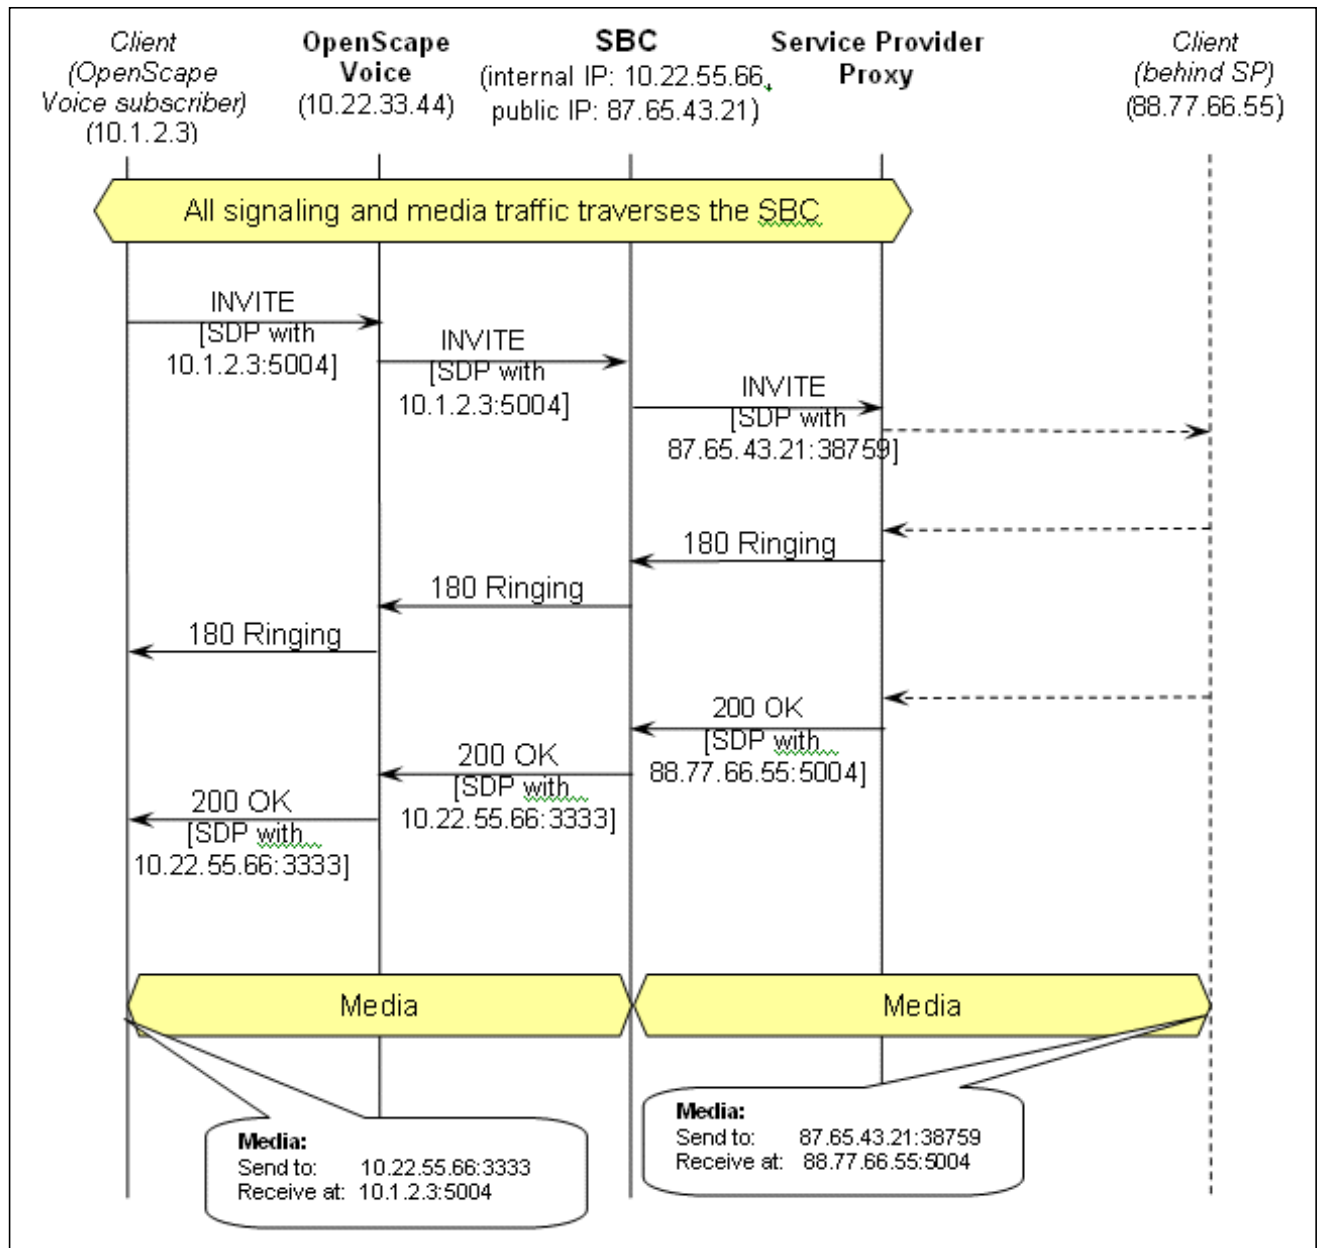 Client
(OpenScape
Voice subscriber)
(10.1.2.3)
OpenScape
Voice
(10.22.33.44)
SBC
(internal IP: 10.22.55.66,
public IP: 87.65.43.21)
Service Provider
Proxy
Client
(behind SP)
(88.77.66.55)
All signaling and media traffic traverses the SBC
INVITE
[SDP with
10.1.2.3:5004]
INVITE
[SDP with
10.1.2.3:5004]
INVITE
[SDP with
87.65.43.21:38759]
180 Ringing
180 Ringing
180 Ringing
200 OK
[SDP with
88.77.66.55:5004]
200 OK
[SDP with
10.22.55.66:3333]
200 OK
[SDP with
10.22.55.66:3333]
Media
Media
Media:
Send to: 10.22.55.66:3333
Receive at: 10.1.2.3:5004
Media:
Send to: 87.65.43.21:38759
Receive at: 88.77.66.55:5004